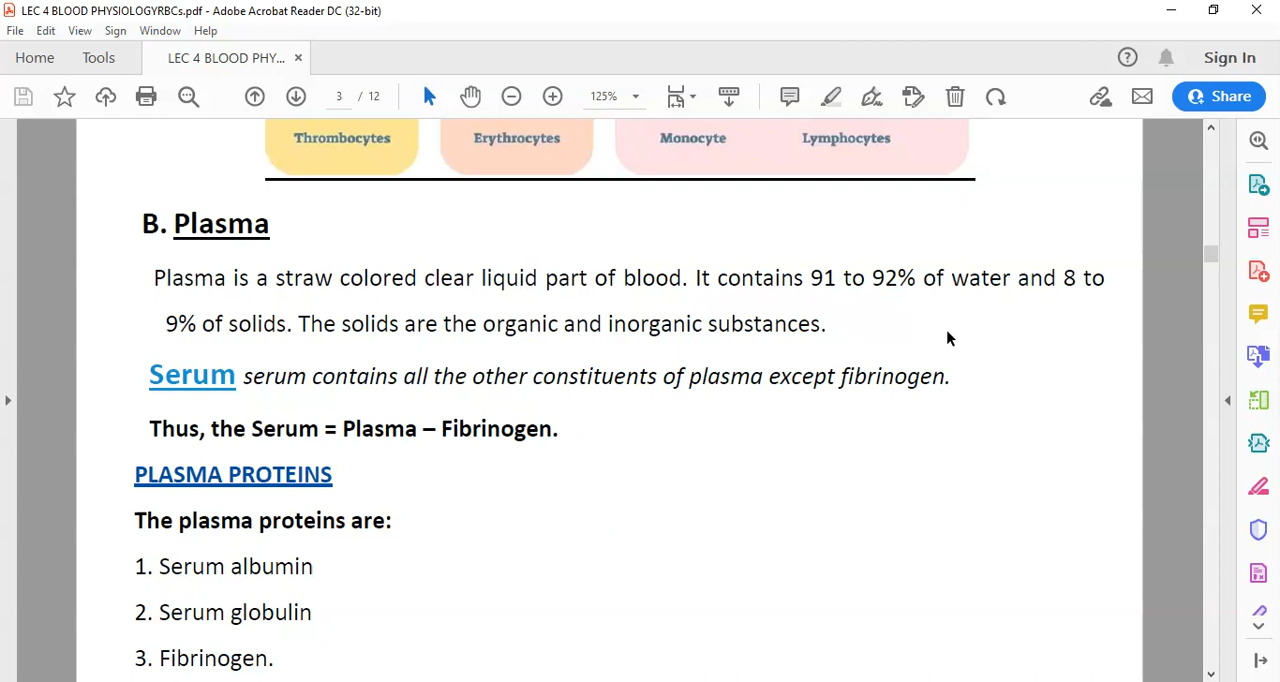 LEC 4 BLOOD PHYSIOLOGYRBCs.pdf - Adobe Acrobat Reader DC (32-bit)
File Edit View Sign Window Help
Home Tools LEC 4 BLOOD PHY... × Sign In
3 / 12 125% Share
Thrombocytes Erythrocytes Monocyte Lymphocytes
B. Plasma
Plasma is a straw colored clear liquid part of blood. It contains 91 to 92% of water and 8 to
9% of solids. The solids are the organic and inorganic substances.
Serum serum contains all the other constituents of plasma except fibrinogen.
Thus, the Serum = Plasma – Fibrinogen.
PLASMA PROTEINS
The plasma proteins are:
1. Serum albumin
2. Serum globulin
3. Fibrinogen.